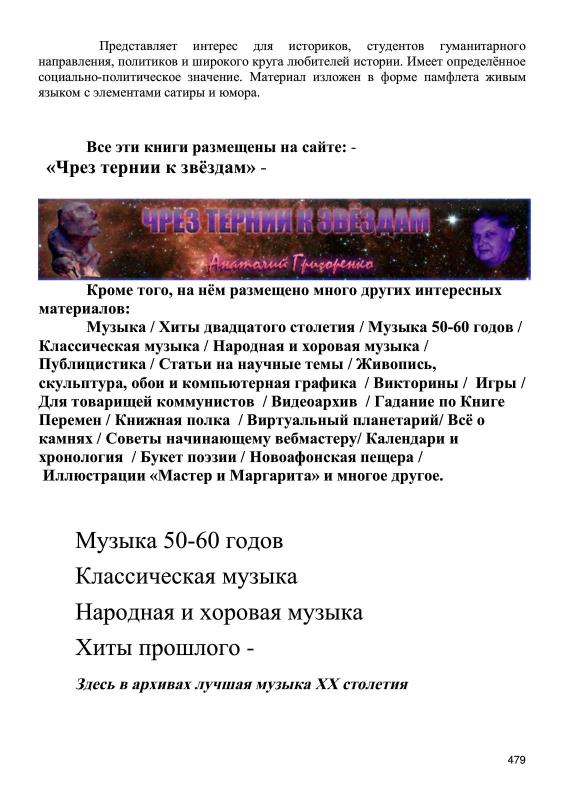 Представляет интерес для историков, студентов гуманитарного
направления, политиков и широкого круга любителей истории. Имеет определённое
социально-политическое значение. Материал изложен в форме памфлета живым
языком с элементами сатиры и юмора.
Все эти книги размещены на сайте: -
«Чрез тернии к звёздам» -
ЧРЕЗ ТЕРНИИ К ЗВЁЗДАМ
Анатолий Григоренко
Кроме того, на нём размещено много других интересных
материалов:
Музыка / Хиты двадцатого столетия / Музыка 50-60 годов /
Классическая музыка / Народная и хоровая музыка /
Публицистика / Статьи на научные темы / Живопись,
скульптура, обои и компьютерная графика / Викторины / Игры /
Для товарищей коммунистов / Видеоархив / Гадание по Книге
Перемен / Книжная полка / Виртуальный планетарий/ Всё о
камнях / Советы начинающему вебмастеру/ Календари и
хронология / Букет поэзии / Новоафонская пещера /
Иллюстрации «Мастер и Маргарита» и многое другое.
Музыка 50-60 годов
Классическая музыка
Народная и хоровая музыка
Хиты прошлого -
Здесь в архивах лучшая музыка XX столетия
479